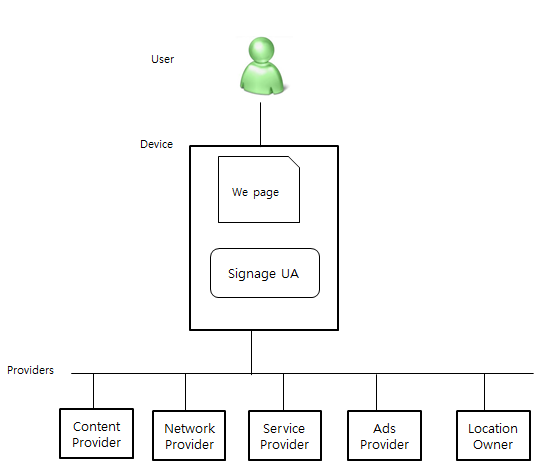 User
Device
We page
Signage UA
Providers
Content
Provider
Network
Provider
Service
Provider
Ads
Provider
Location
Owner